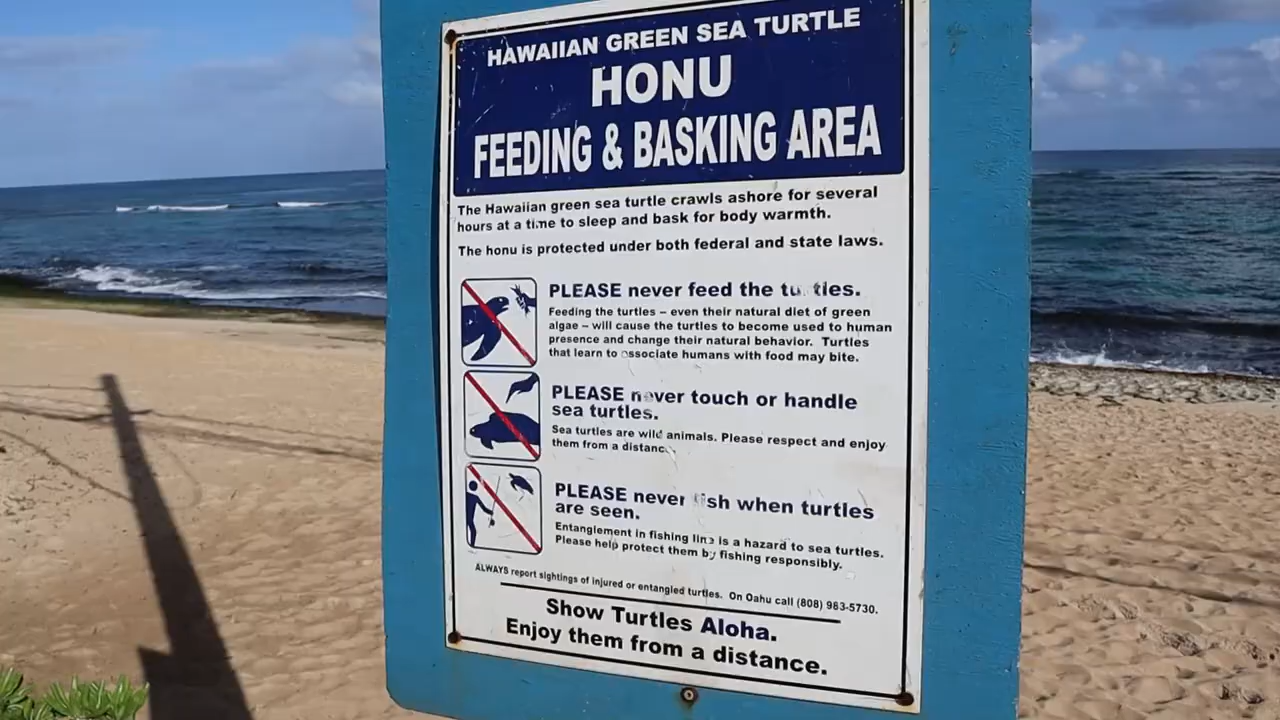 HAWAIIAN GREEN SEA TURTLE
HONU
FEEDING & BASKING AREA
The Hawaiian green sea turtle crawls ashore for several
hours at a time to sleep and bask for body warmth.
The honu is protected under both federal and state laws.
PLEASE never feed the turtles.
Feeding the turtles – even their natural diet of green
algae – will cause the turtles to become used to human
presence and change their natural behavior. Turtles
that learn to associate humans with food may bite.
PLEASE never touch or handle
sea turtles.
Sea turtles are wild animals. Please respect and enjoy
them from a distance.
PLEASE never fish when turtles
are seen.
Entanglement in fishing line is a hazard to sea turtles.
Please help protect them by fishing responsibly.
ALWAYS report sightings of injured or entangled turtles. On Oahu call (808) 983-5730.
Show Turtles Aloha.
Enjoy them from a distance.